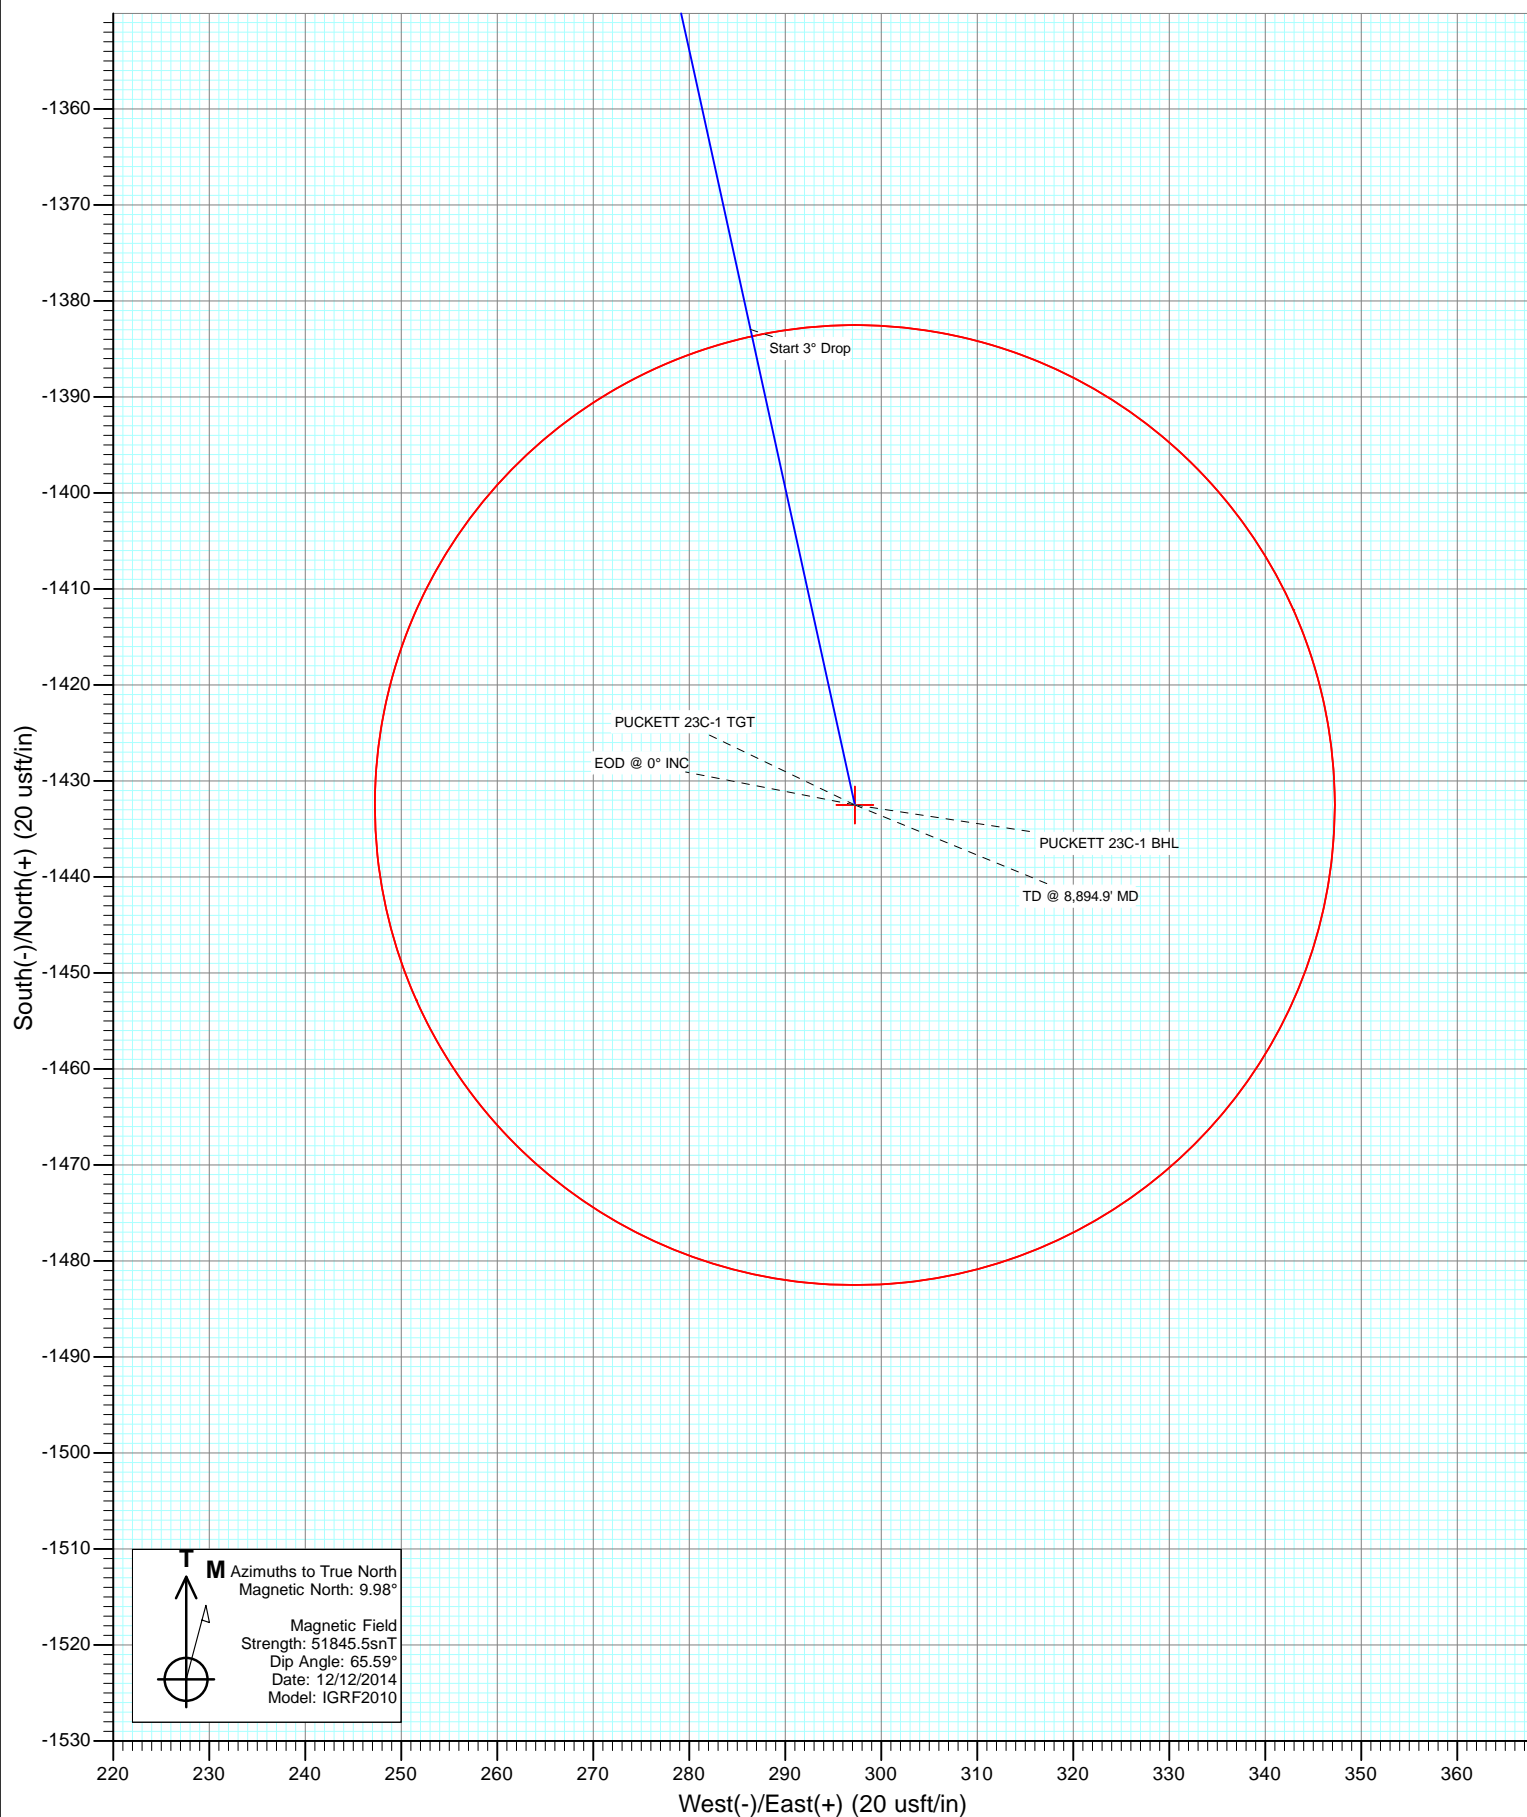 -1360
-1370
-1380
-1390
-1400
-1410
-1420
-1430
-1440
-1450
-1460
-1470
-1480
-1490
-1500
-1510
-1520
-1530
South(-)/North(+) (20 usft/in)
Start 3° Drop
PUCKETT 23C-1 TGT
EOD @ 0° INC
PUCKETT 23C-1 BHL
TD @ 8,894.9' MD
T
M
Azimuths to True North
Magnetic North: 9.98°
Magnetic Field
Strength: 51845.5snT
Dip Angle: 65.59°
Date: 12/12/2014
Model: IGRF2010
220 230 240 250 260 270 280 290 300 310 320 330 340 350 360
West(-)/East(+) (20 usft/in)